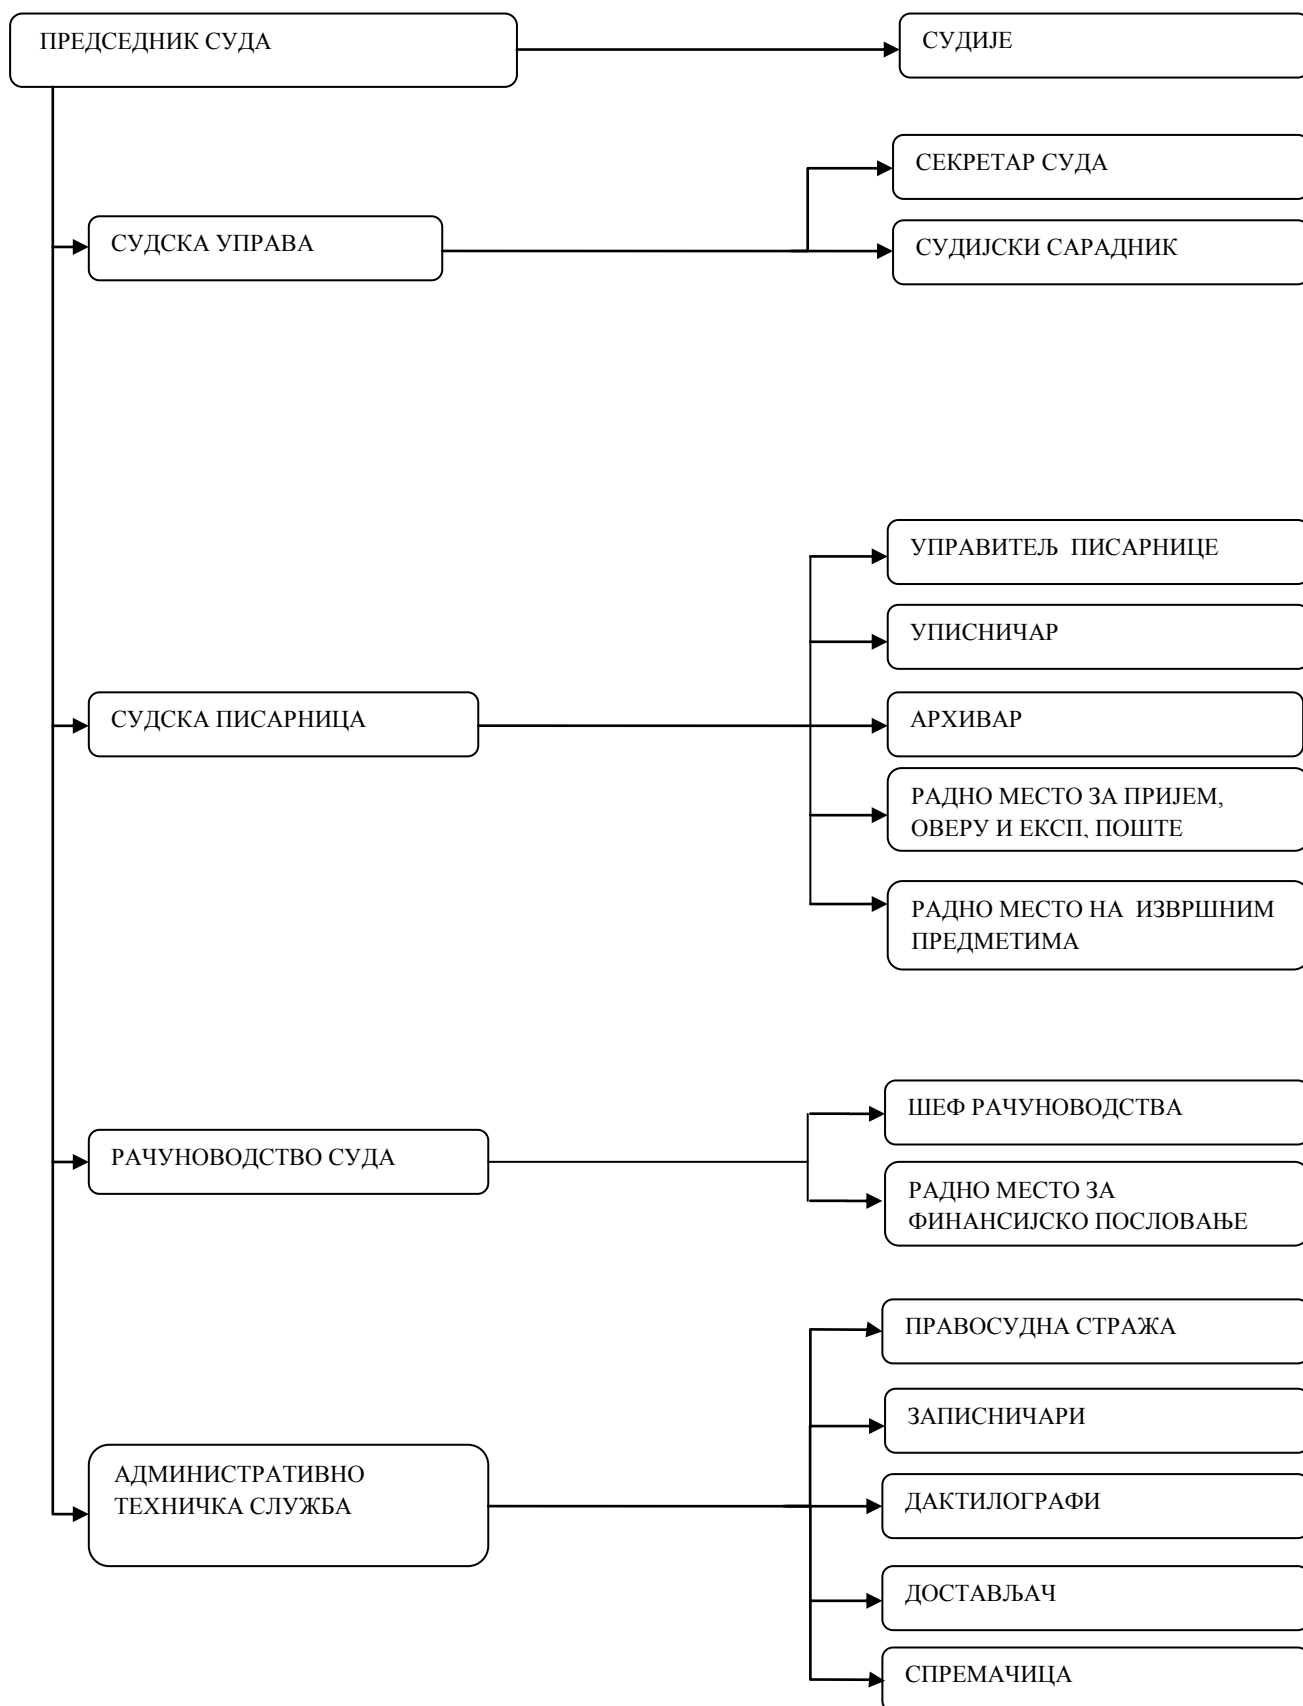 ПРЕДСЕДНИК СУДА
СУДИЈЕ
СЕКРЕТАР СУДА
СУДСКА УПРАВА
СУДИЈСКИ САРАДНИК
УПРАВИТЕЉ ПИСАРНИЦЕ
УПИСНИЧАР
СУДСКА ПИСАРНИЦА
АРХИВАР
РАДНО МЕСТО ЗА ПРИЈЕМ,
ОВЕРУ И ЕКСП, ПОШТЕ
РАДНО МЕСТО НА ИЗВРШНИМ
ПРЕДМЕТИМА
ШЕФ РАЧУНОВОДСТВА
РАЧУНОВОДСТВО СУДА
РАДНО МЕСТО ЗА
ФИНАНСИЈСКО ПОСЛОВАЊЕ
ПРАВОСУДНА СТРАЖА
ЗАПИСНИЧАРИ
АДМИНИСТРАТИВНО
ТЕХНИЧКА СЛУЖБА
ДАКТИЛОГРАФИ
ДОСТАВЉАЧ
СПРЕМАЧИЦА